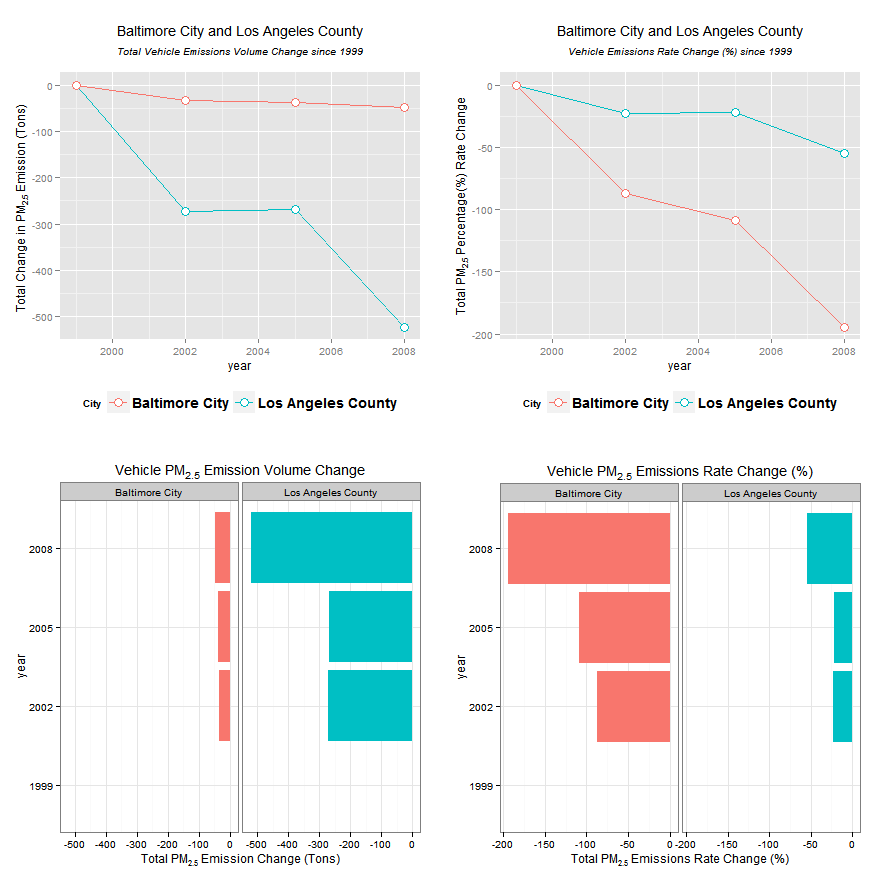 Baltimore City and Los Angeles County
Total Vehicle Emissions Volume Change since 1999
Total Change in PM2.5 Emission (Tons)
0
-100
-200
-300
-400
-500
2000 2002 2004 2006 2008
year
City Baltimore City Los Angeles County
Baltimore City and Los Angeles County
Vehicle Emissions Rate Change (%) since 1999
Total PM2.5 Percentage(%) Rate Change
0
-50
-100
-150
-200
2000 2002 2004 2006 2008
year
City Baltimore City Los Angeles County
Vehicle PM2.5 Emission Volume Change
Baltimore City Los Angeles County
year
2008
2005
2002
1999
-500 -400 -300 -200 -100 0 -500 -400 -300 -200 -100 0
Total PM2.5 Emission Change (Tons)
Vehicle PM2.5 Emissions Rate Change (%)
Baltimore City Los Angeles County
year
2008
2005
2002
1999
-200 -150 -100 -50 0 -200 -150 -100 -50 0
Total PM2.5 Emissions Rate Change (%)